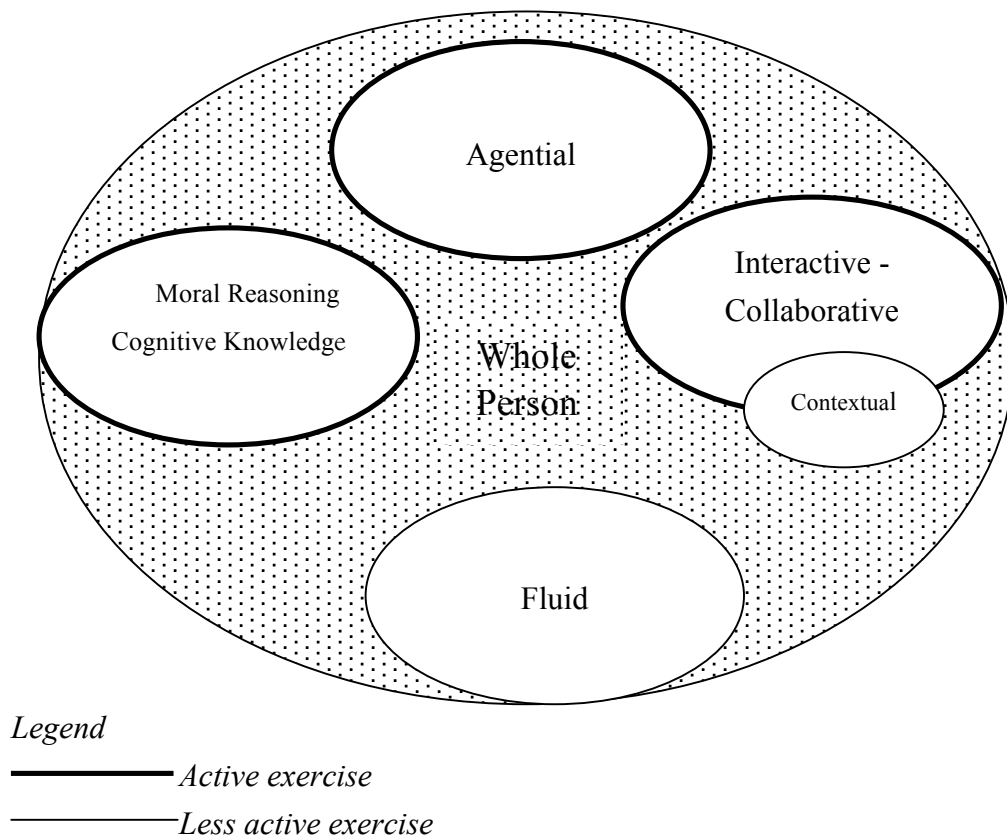 Agential
Interactive -
Collaborative
Moral Reasoning
Cognitive Knowledge
Whole
Person
Contextual
Fluid
Legend
Active exercise
Less active exercise